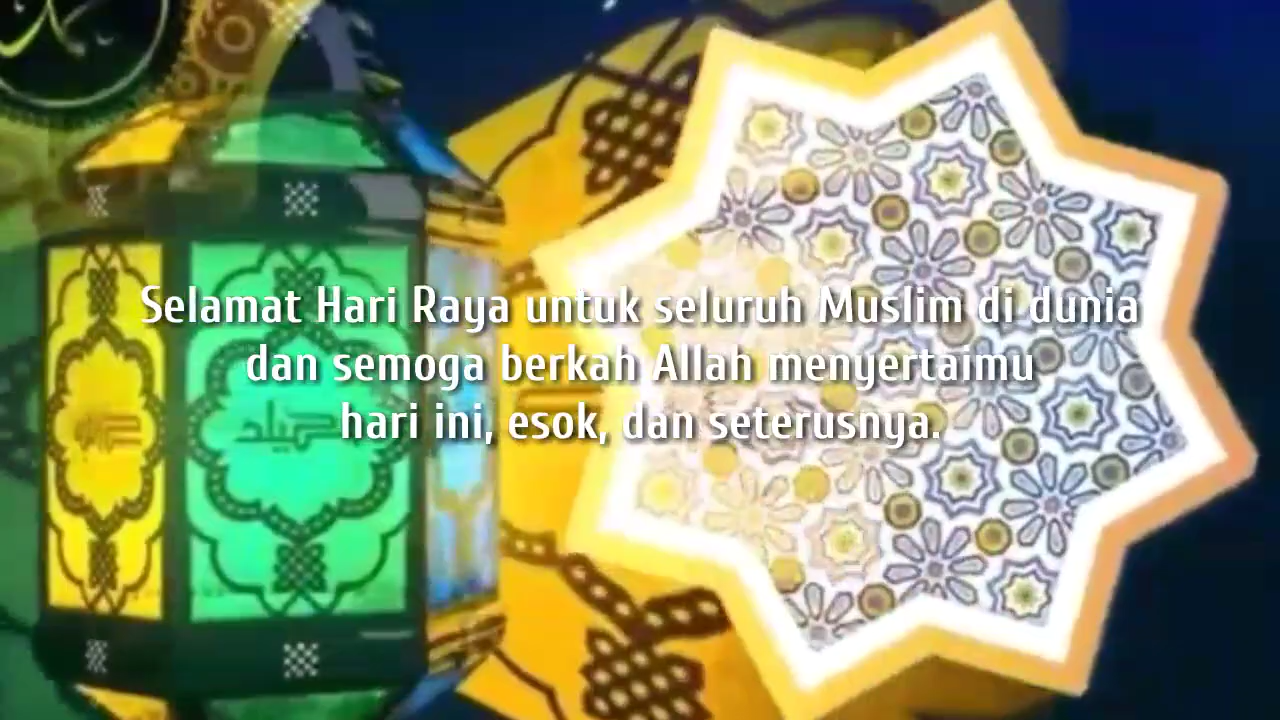 Selamat Hari Raya untuk seluruh Muslim di dunia
dan semoga berkah Allah menyertaimu
hari ini, esok, dan seterusnya.